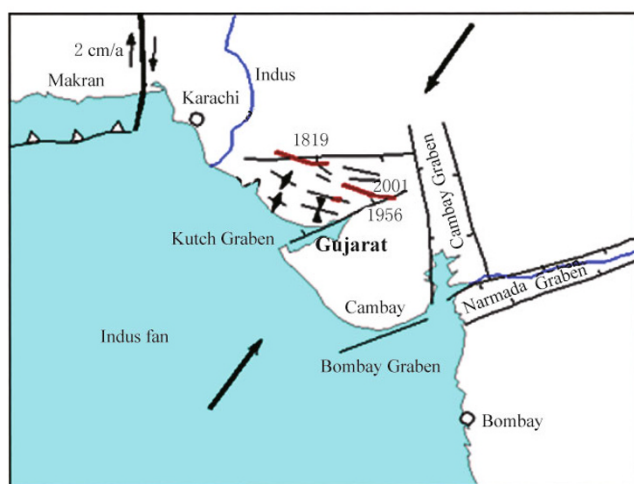 2 cm/a
Makran
Karachi
Indus
1819
2001
1956
Cambay Graben
Kutch Graben
Gujarat
Narmada Graben
Cambay
Indus fan
Bombay Graben
Bombay